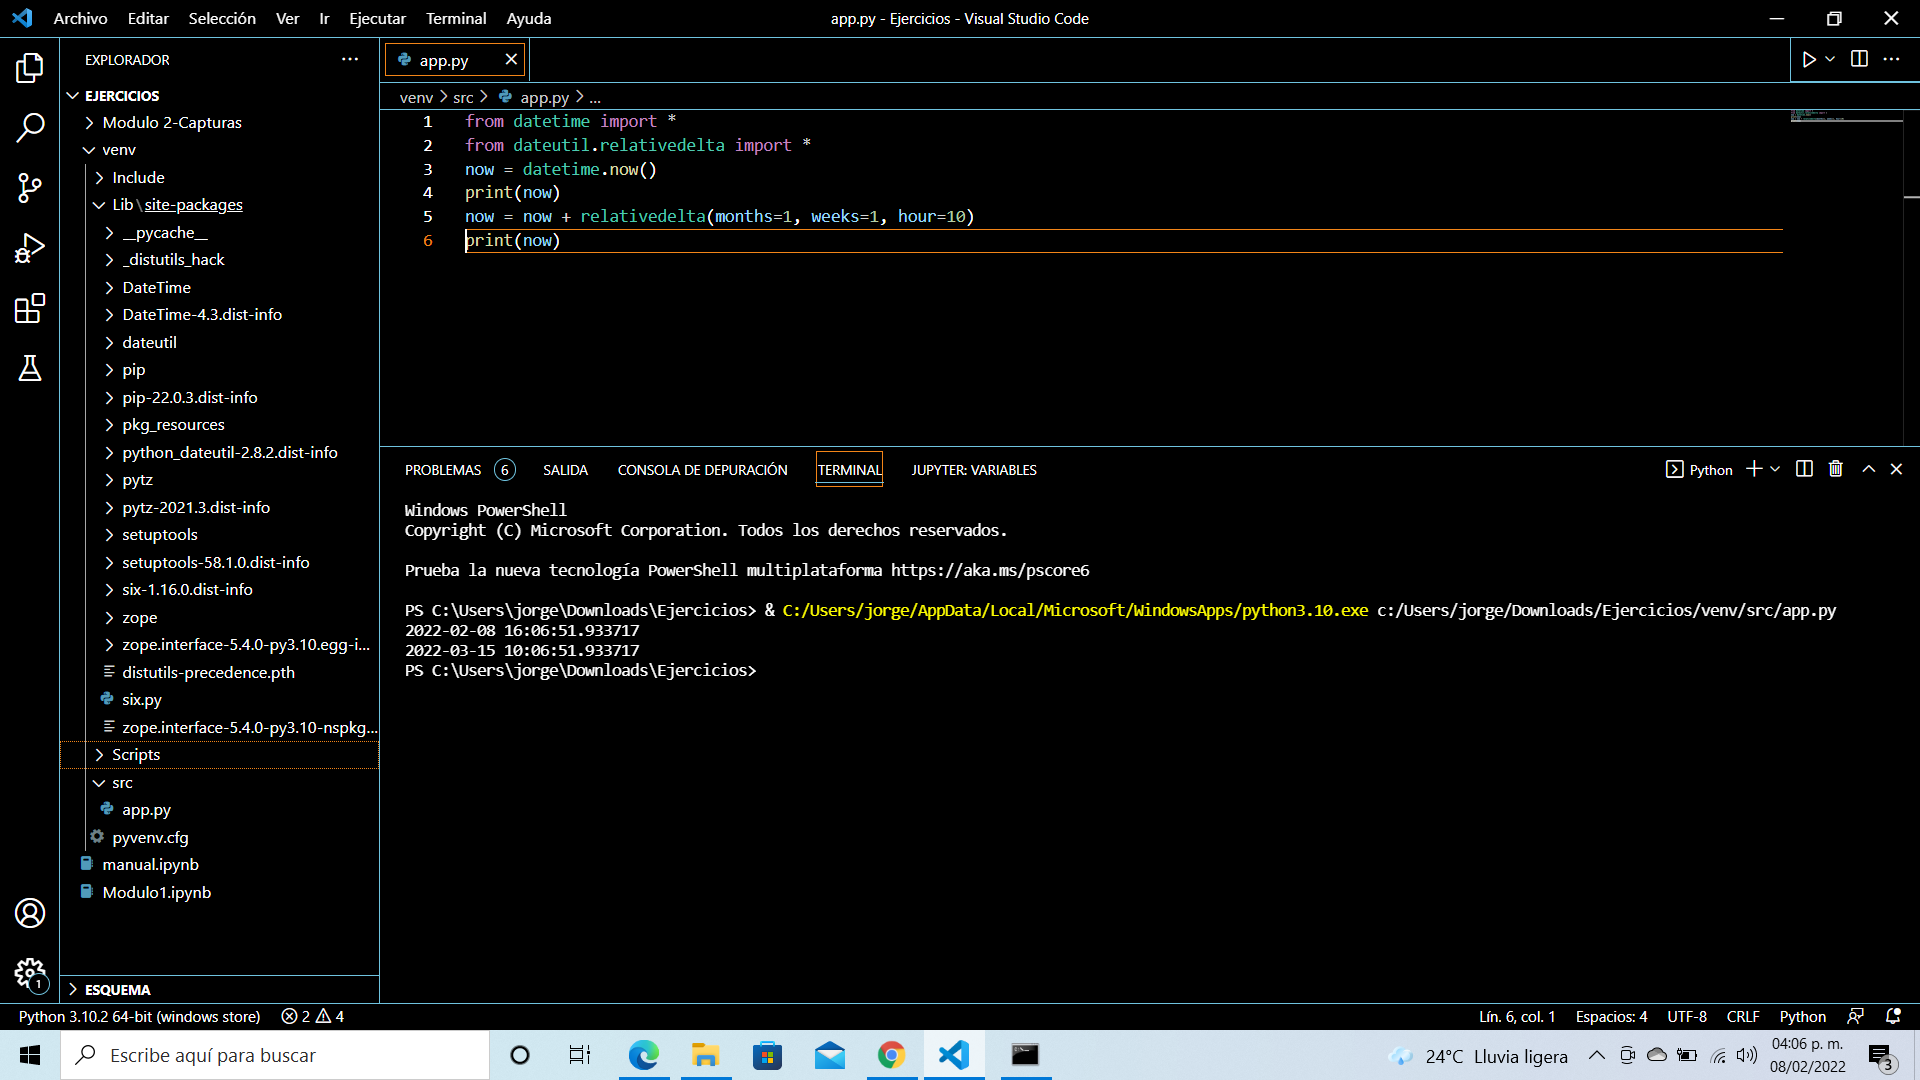 Archivo Editar Selección Ver Ir Ejecutar Terminal Ayuda
app.py - Ejercicios - Visual Studio Code
EXPLORADOR
EJERCICIOS
Modulo 2-Capturas
venv
Include
Lib\site-packages
__pycache__
_distutils_hack
DateTime
DateTime-4.3.dist-info
dateutil
pip
pip-22.0.3.dist-info
pkg_resources
python_dateutil-2.8.2.dist-info
pytz
pytz-2021.3.dist-info
setuptools
setuptools-58.1.0.dist-info
six-1.16.0.dist-info
zope
zope.interface-5.4.0-py3.10.egg-i...
distutils-precedence.pth
six.py
zope.interface-5.4.0-py3.10-nspkg...
Scripts
src
app.py
pyvenv.cfg
manual.ipynb
Modulo1.ipynb
ESQUEMA
1
app.py
venv > src > app.py > ...
1 from datetime import *
2 from dateutil.relativedelta import *
3 now = datetime.now()
4 print(now)
5 now = now + relativedelta(months=1, weeks=1, hour=10)
6 print(now)
PROBLEMAS 6 SALIDA CONSOLA DE DEPURACIÓN TERMINAL JUPYTER: VARIABLES
Python
Windows PowerShell
Copyright (C) Microsoft Corporation. Todos los derechos reservados.
Prueba la nueva tecnología PowerShell multiplataforma https://aka.ms/pscore6
PS C:\Users\jorge\Downloads\Ejercicios> & C:/Users/jorge/AppData/Local/Microsoft/WindowsApps/python3.10.exe c:/Users/jorge/Downloads/Ejercicios/venv/src/app.py
2022-02-08 16:06:51.933717
2022-03-15 10:06:51.933717
PS C:\Users\jorge\Downloads\Ejercicios>
Python 3.10.2 64-bit (windows store) 2 4
Lín. 6, col. 1 Espacios: 4 UTF-8 CRLF Python
Escribe aquí para buscar
24°C Lluvia ligera
04:06 p. m.
08/02/2022
3